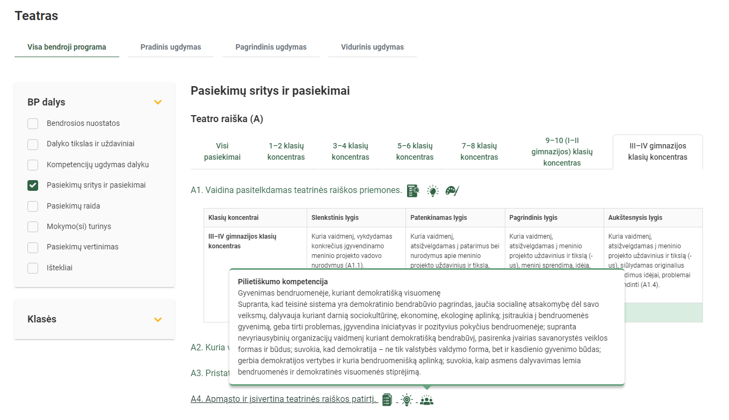 Teatras
Visa bendroji programa
Pradinis ugdymas
Pagrindinis ugdymas
Vidurinis ugdymas
BP dalys
Bendrosios nuostatos
Dalyko tikslas ir uždaviniai
Kompetencijų ugdymas dalyku
Pasiekimų sritys ir pasiekimai
Pasiekimų raida
Mokymo(si) turinys
Pasiekimų vertinimas
Ištekliai
Klasės
Pasiekimų sritys ir pasiekimai
Teatro raiška (A)
Visi pasiekimai
1–2 klasių koncentras
3–4 klasių koncentras
5–6 klasių koncentras
7–8 klasių koncentras
9–10 (I–II gimnazijos) klasių koncentras
III–IV gimnazijos klasių koncentras
A1. Vaidina pasitelkdamas teatrinės raiškos priemones.
Klasių koncentrai
Slenkstinis lygis
Patenkinamas lygis
Pagrindinis lygis
Aukštesnysis lygis
III–IV gimnazijos klasių
koncentras
Kuria vaidmenį, vykdydamas
konkrečius įgyvendinamo
meninio projekto vadovo
nurodymus (A1.1).
Kuria vaidmenį,
atsižvelgdamas į patarimus bei
nurodymus apie meninio
projekto uždavinius ir tikslą,
Kuria vaidmenį,
atsižvelgdamas į meninio
projekto uždavinius ir tikslą (-
us), meninį sprendimą, idėją,
Kuria vaidmenį,
atsižvelgdamas į meninio
projekto uždavinius ir tikslą (-
us), siūlydamas originalius
dimus idėjai, problemai
ndinti (A1.4).
Pilietiškumo kompetencija
Gyvenimas bendruomenėje, kuriant demokratišką visuomenę
Supranta, kad teisinė sistema yra demokratinio bendrabūvio pagrindas, jaučia socialinę atsakomybę dėl savo
veiksmų, dalyvauja kuriant darnią sociokultūrinę, ekonominę, ekologinę aplinką; įsitraukia į bendruomenės
gyvenimą, geba tirti problemas, įgyvendina iniciatyvas ir pozityvius pokyčius bendruomenėje; supranta
nevyriausybinių organizacijų vaidmenį kuriant demokratišką bendrabūvį, pasirenka įvairias savanorystės veiklos
formas ir būdus; suvokia, kad demokratija – ne tik valstybės valdymo forma, bet ir kasdienio gyvenimo būdas;
gerbia demokratijos vertybes ir kuria bendruomenišką aplinką; suvokia, kaip asmens dalyvavimas lemia
bendruomenės ir demokratinės visuomenės stiprėjimą.
A2. Kuria
A3. Pristat
A4. Apmąsto ir įsivertina teatrinės raiškos patirtį.